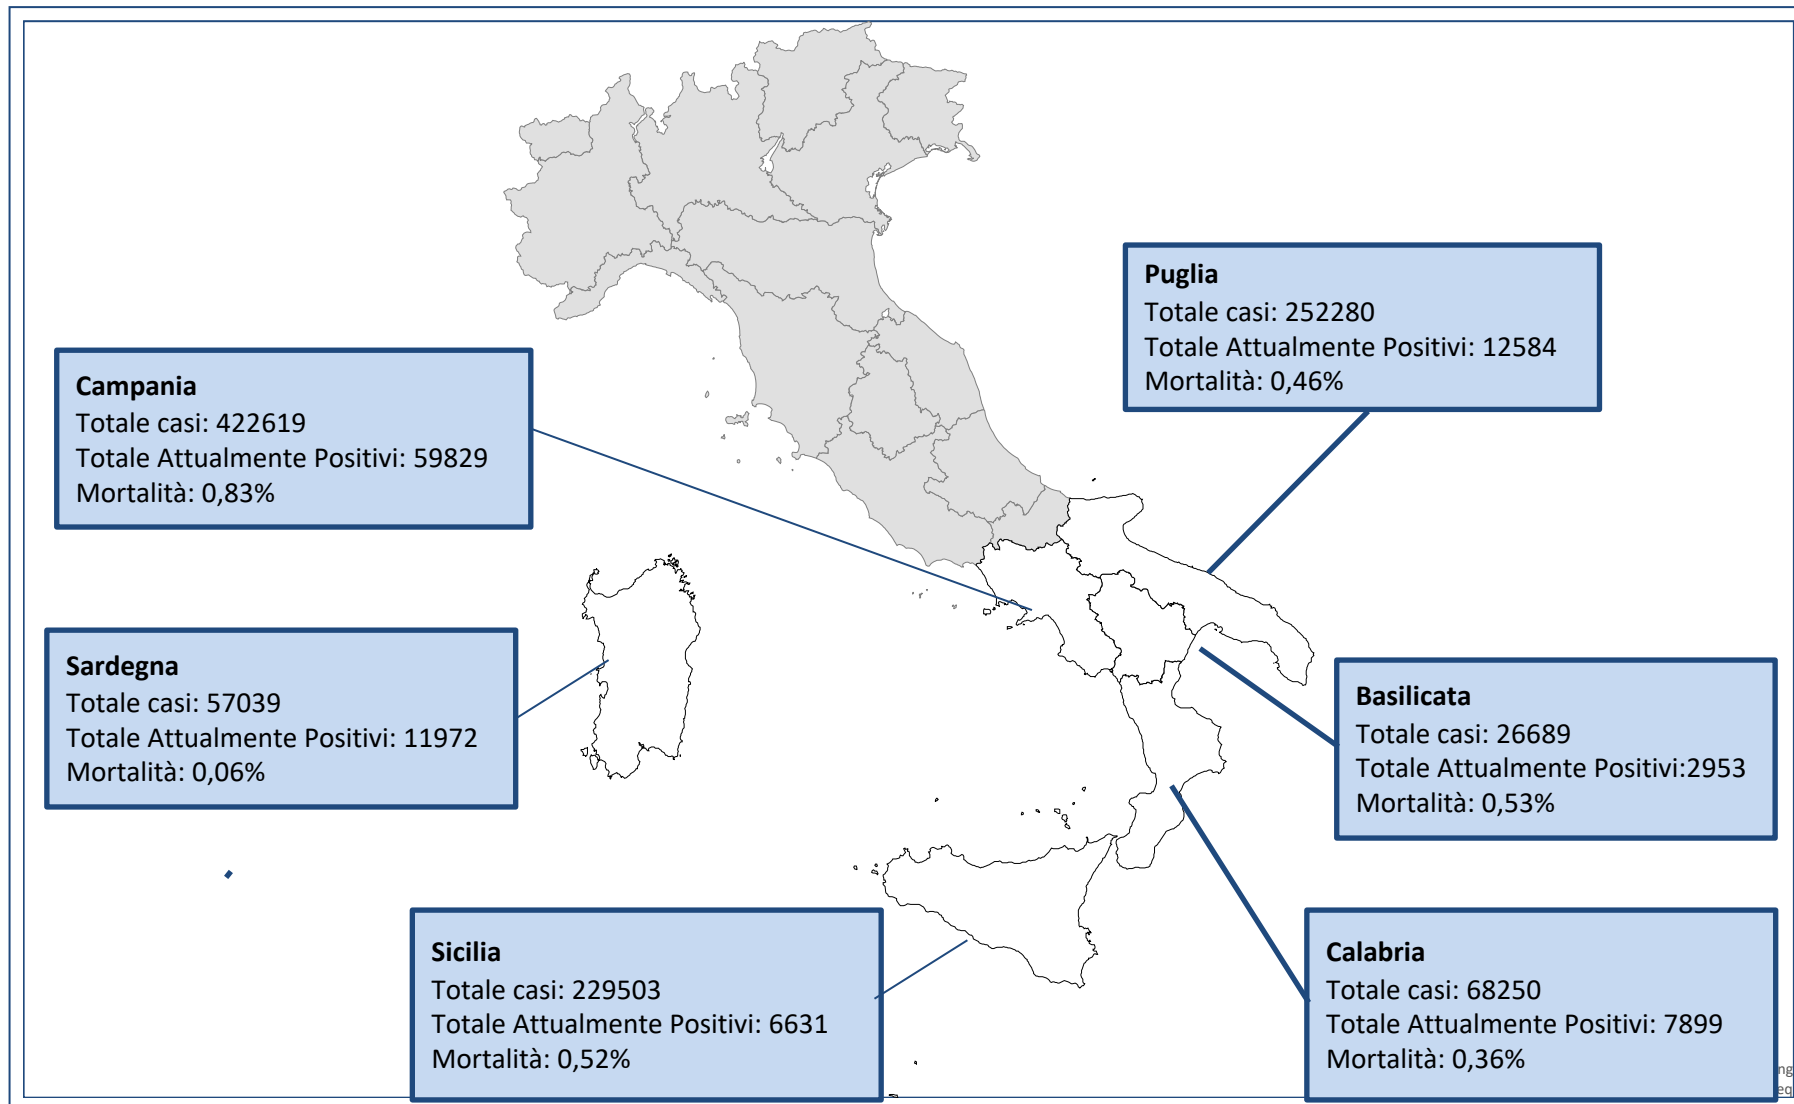 Puglia
Totale casi: 252280
Totale Attualmente Positivi: 12584
Mortalità: 0,46%
Campania
Totale casi: 422619
Totale Attualmente Positivi: 59829
Mortalità: 0,83%
Sardegna
Totale casi: 57039
Totale Attualmente Positivi: 11972
Mortalità: 0,06%
Basilicata
Totale casi: 26689
Totale Attualmente Positivi:2953
Mortalità: 0,53%
Sicilia
Totale casi: 229503
Totale Attualmente Positivi: 6631
Mortalità: 0,52%
Calabria
Totale casi: 68250
Totale Attualmente Positivi: 7899
Mortalità: 0,36%